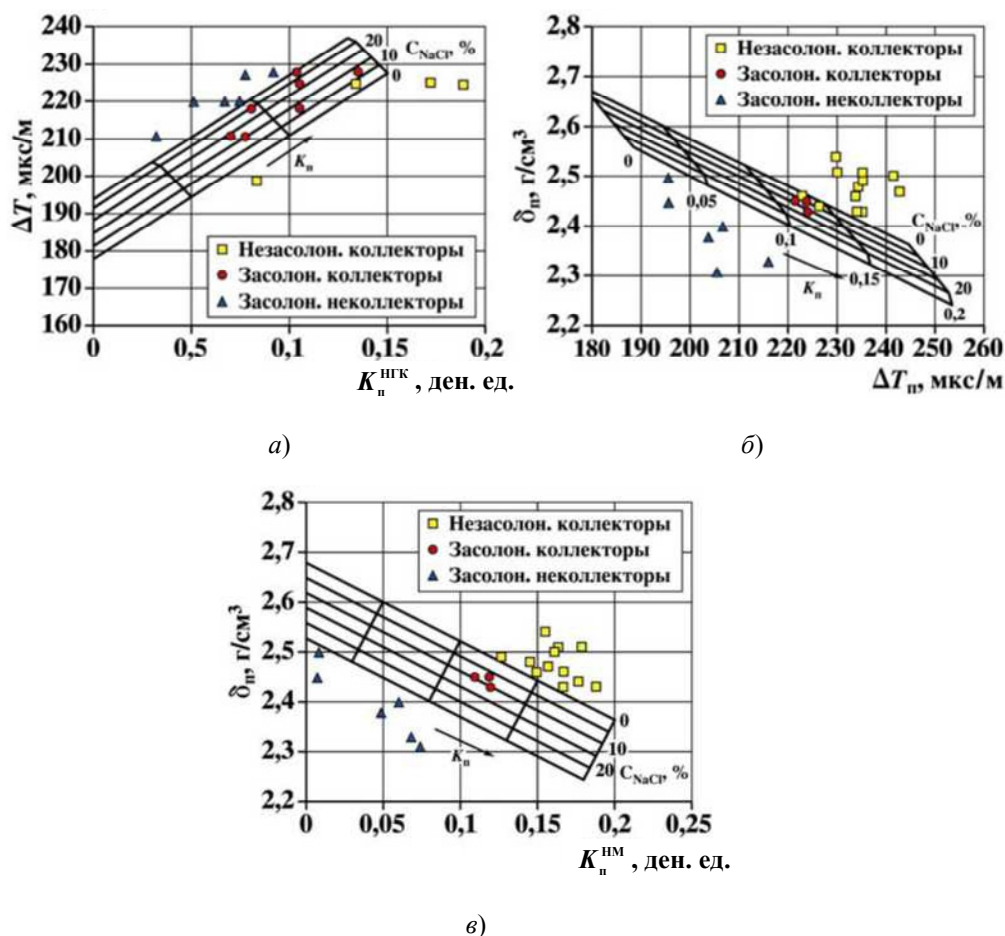 240
230
220
210
200
190
180
170
160
ΔT, мкс/м
20
10
0
C_NaCl, %
K_п
Незасолон. коллекторы
Засолон. коллекторы
Засолон. неколлекторы
0
0,5
0,1
0,15
0,2
K_п^НГК, ден. ед.
а)
2,8
2,7
2,6
2,5
2,4
2,3
2,2
δ_п, г/см³
Незасолон. коллекторы
Засолон. коллекторы
Засолон. неколлекторы
0
0,05
0,1
0,15
0,2
K_п
C_NaCl, %
0
10
20
180 190 200 210 220 230 240 250 260
ΔT_п, мкс/м
б)
2,8
2,7
2,6
2,5
2,4
2,3
2,2
δ_п, г/см³
Незасолон. коллекторы
Засолон. коллекторы
Засолон. неколлекторы
K_п
0
10
20 C_NaCl, %
0
0,05
0,1
0,15
0,2
0,25
K_п^НМ, ден. ед.
в)